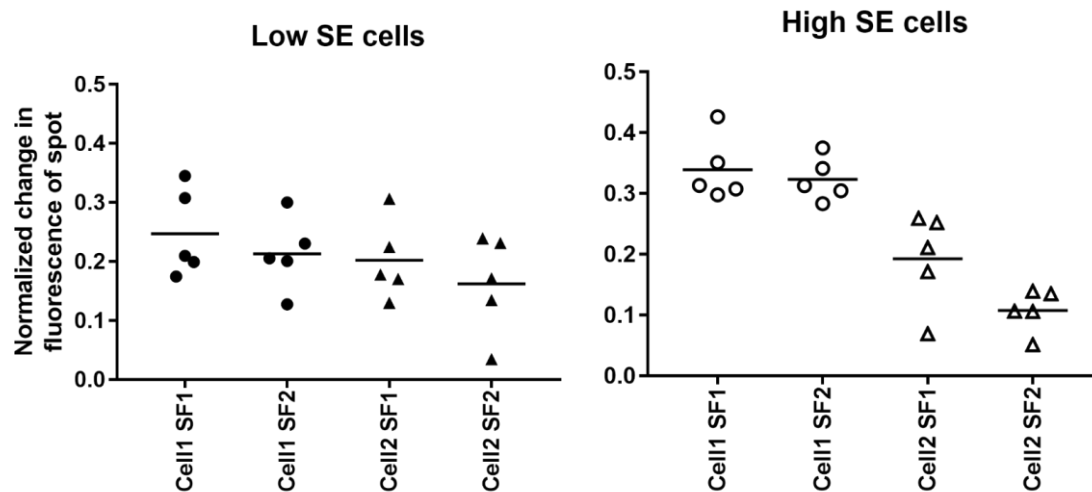 Low SE cells
High SE cells
Normalized change in
fluorescence of spot
0.5
0.4
0.3
0.2
0.1
0.0
Cell1 SF1
Cell1 SF2
Cell2 SF1
Cell2 SF2
0.5
0.4
0.3
0.2
0.1
0.0
Cell1 SF1
Cell1 SF2
Cell2 SF1
Cell2 SF2